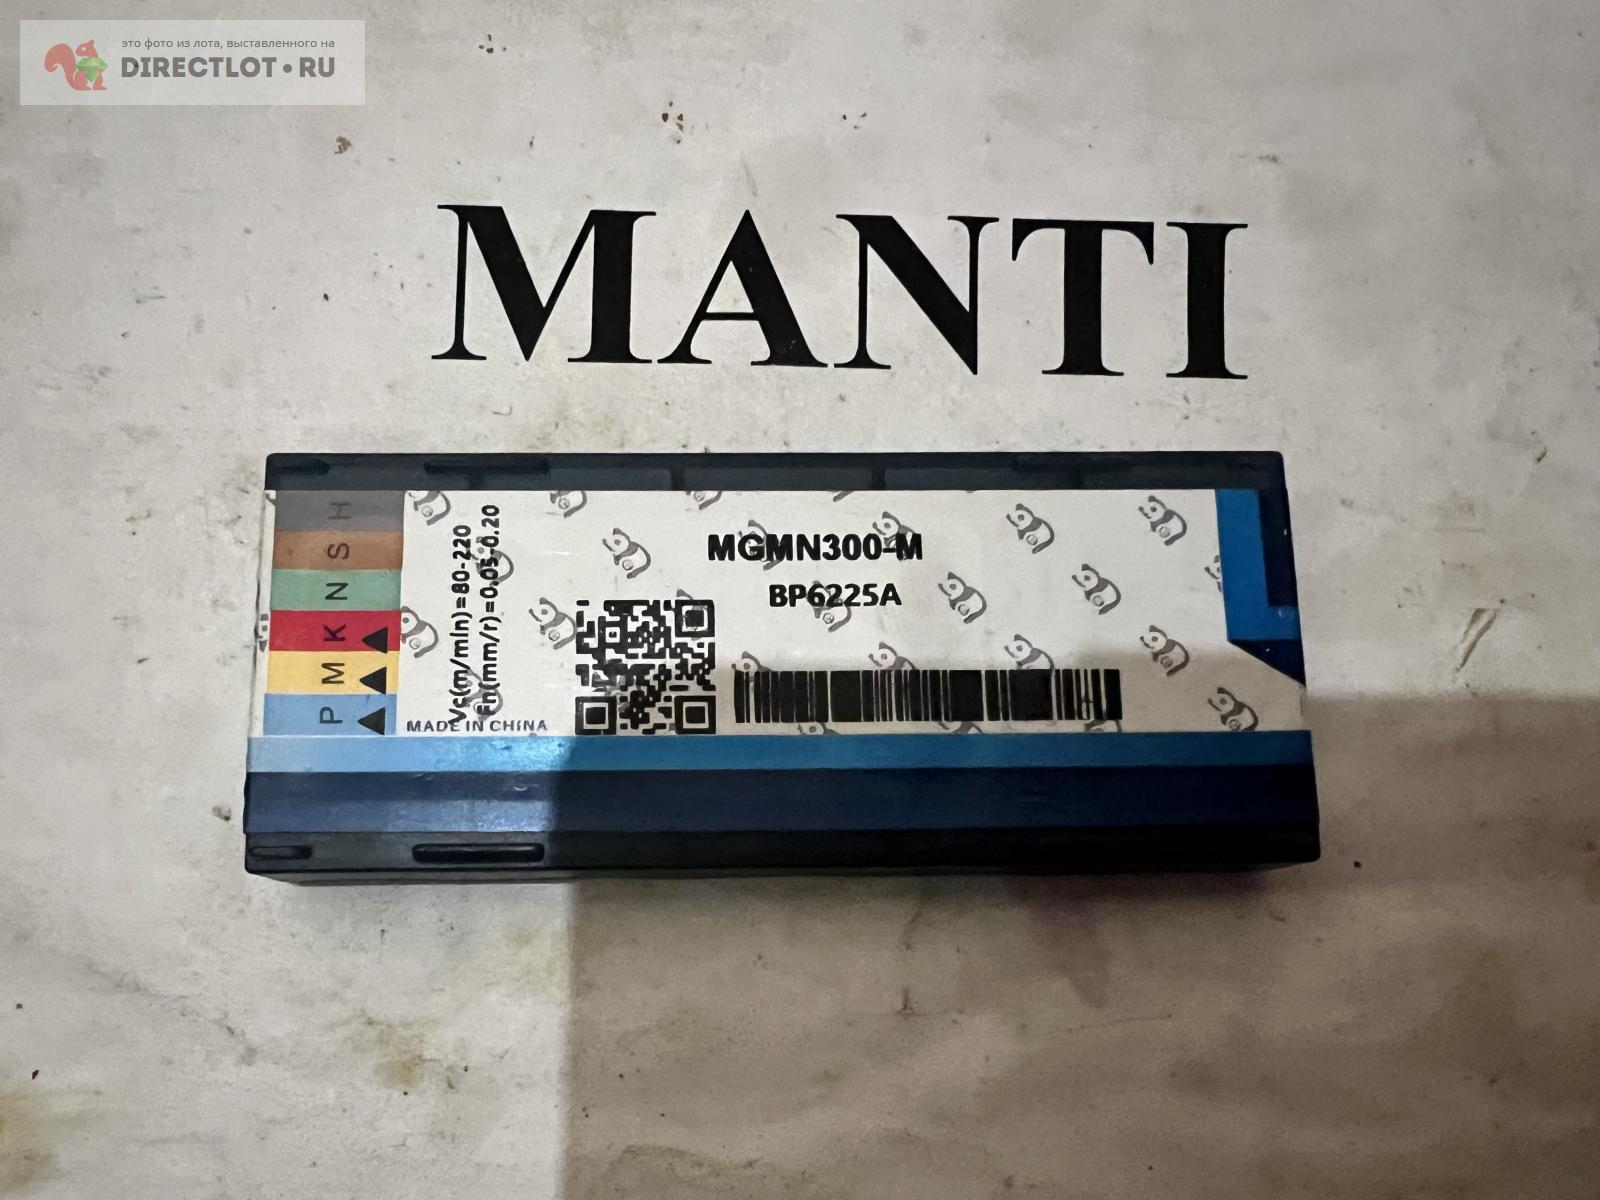 это фото из лота, выставленного на
DIRECTLOT•RU
MANTI
H
S
N
K
M
P
Vc(m/min)=80-220
Fn(mm/r)=0.05-0.20
MGMN300-M
BP6225A
MADE IN CHINA